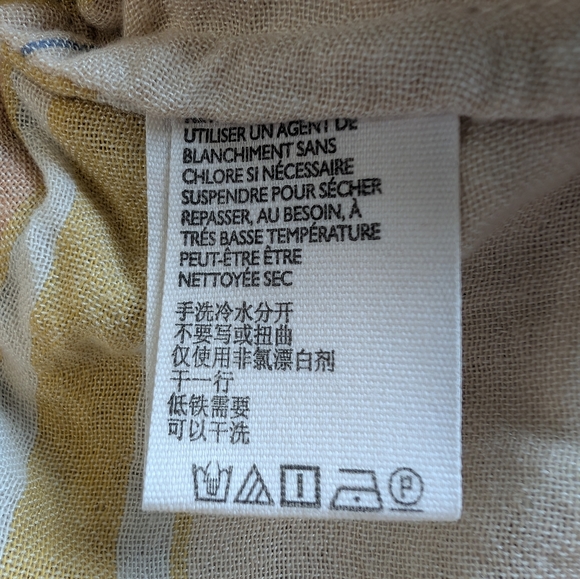 UTILISER UN AGENT DE
BLANCHIMENT SANS
CHLORE SI NÉCESSAIRE
SUSPENDRE POUR SÉCHER
REPASSER, AU BESOIN, À
TRÉS BASSE TEMPÉRATURE
PEUT-ÊTRE ÊTRE
NETTOYÉE SEC
手洗冷水分开
不要写或扭曲
仅使用非氯漂白剂
干一行
低铁需要
可以干洗
P